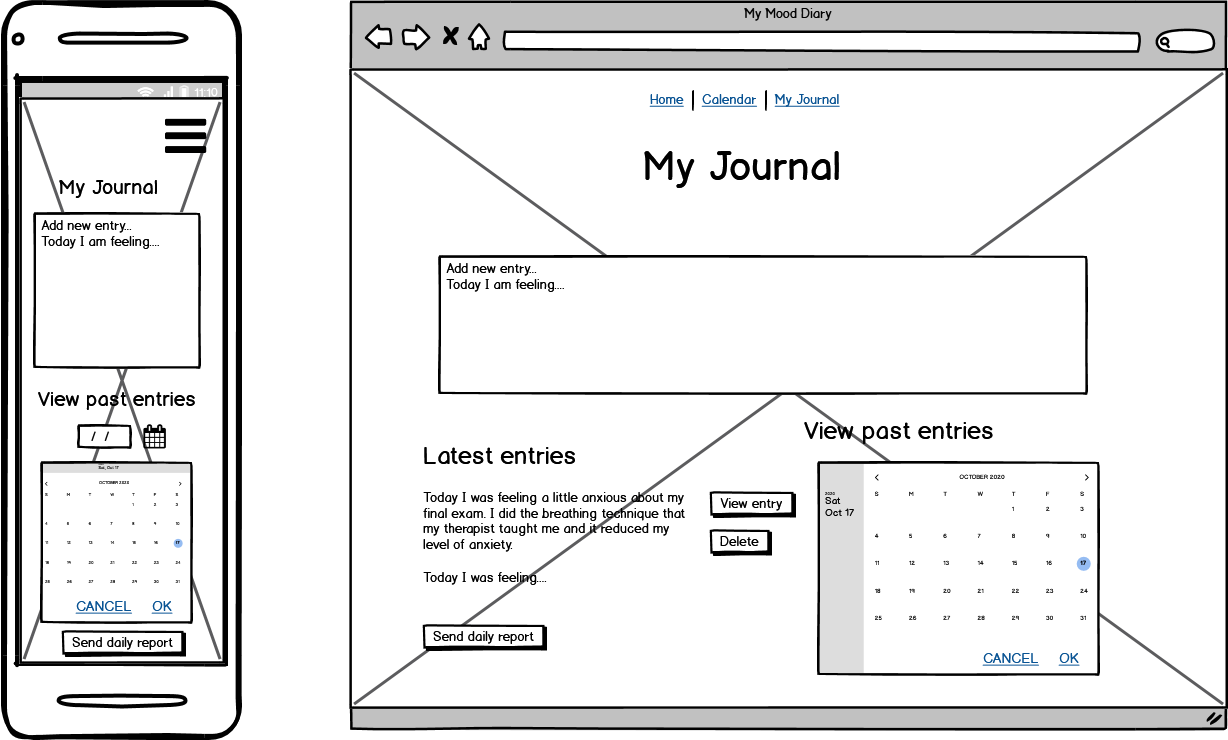 11:10
My Journal
Add new entry...
Today I am feeling....
View past entries
/ /
Sat, Oct 17
OCTOBER 2020
S M T W T F S
1 2 3
4 5 6 7 8 9 10
11 12 13 14 15 16 17
18 19 20 21 22 23 24
25 26 27 28 29 30 31
CANCEL OK
Send daily report
My Mood Diary
Home | Calendar | My Journal
My Journal
Add new entry...
Today I am feeling....
Latest entries
Today I was feeling a little anxious about my
final exam. I did the breathing technique that
my therapist taught me and it reduced my
level of anxiety.
Today I was feeling....
View entry
Delete
Send daily report
View past entries
2020
Sat
Oct 17
OCTOBER 2020
S M T W T F S
1 2 3
4 5 6 7 8 9 10
11 12 13 14 15 16 17
18 19 20 21 22 23 24
25 26 27 28 29 30 31
CANCEL OK